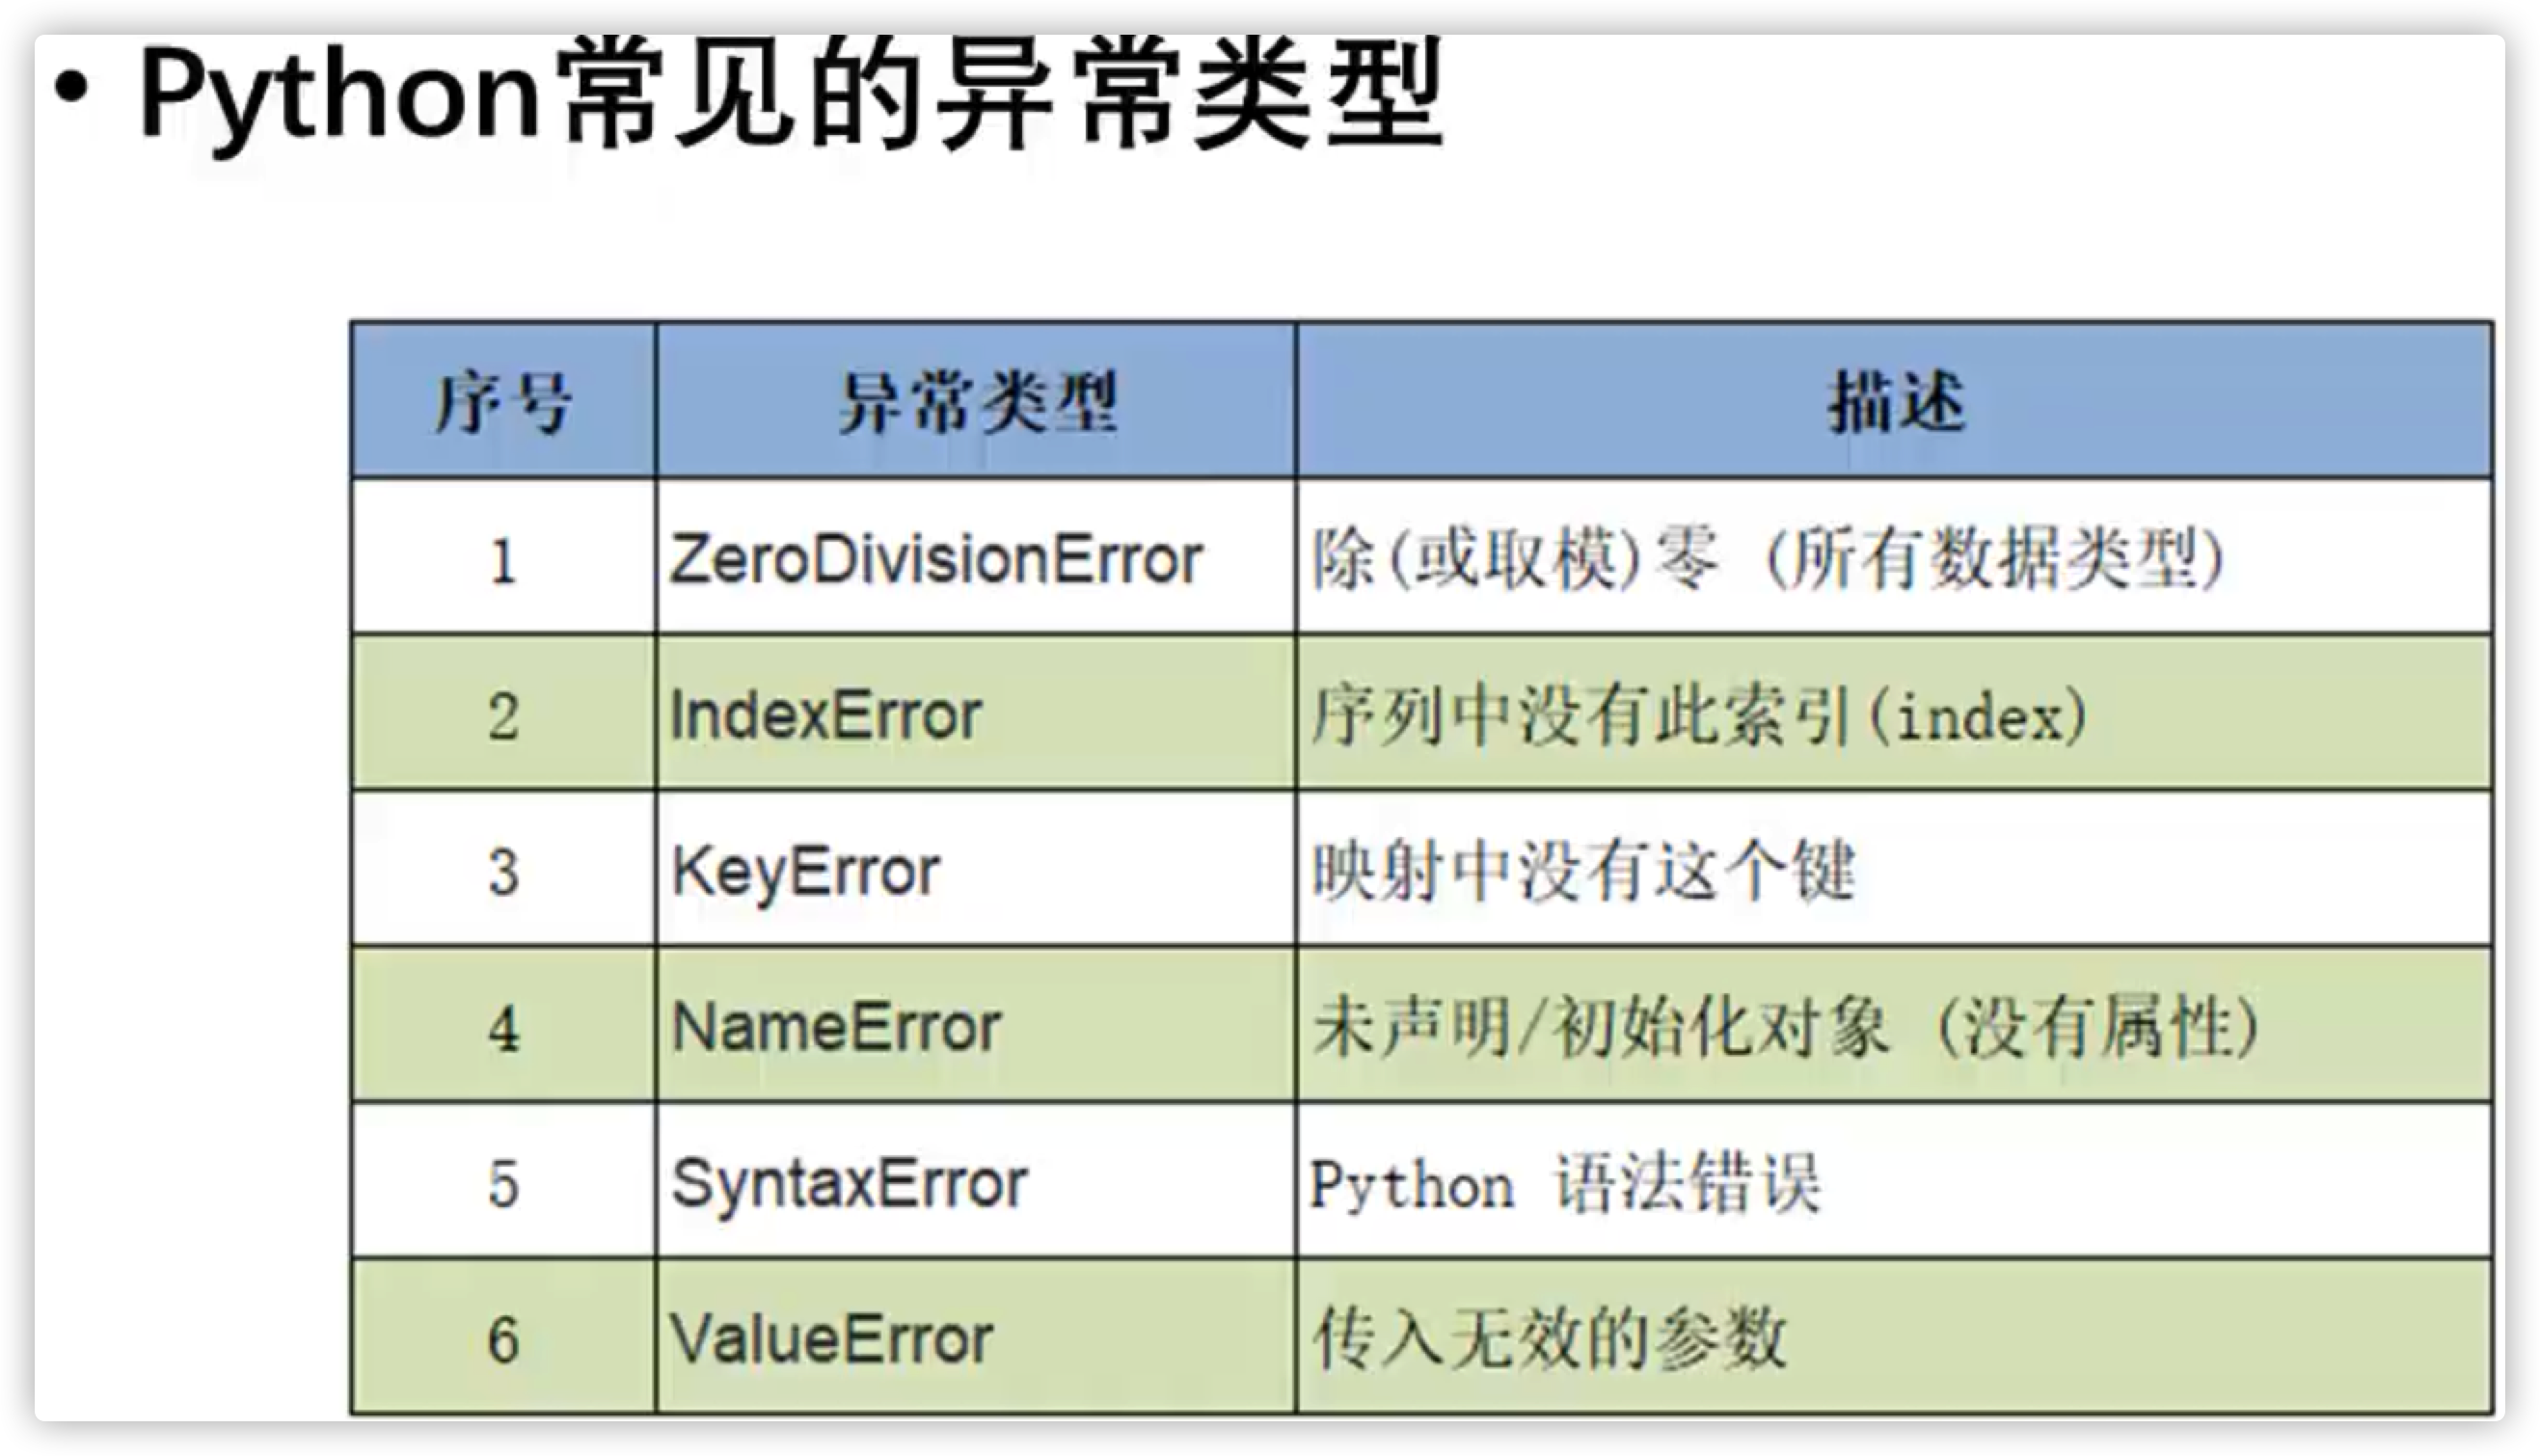 • Python常见的异常类型
序号 异常类型 描述
1 ZeroDivisionError 除(或取模)零 (所有数据类型)
2 IndexError 序列中没有此索引(index)
3 KeyError 映射中没有这个键
4 NameError 未声明/初始化对象 (没有属性)
5 SyntaxError Python 语法错误
6 ValueError 传入无效的参数